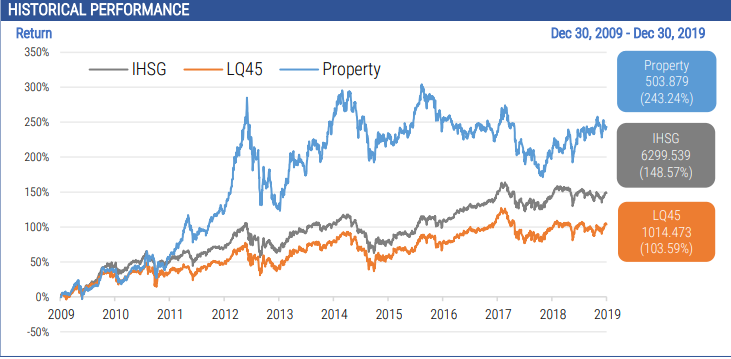 HISTORICAL PERFORMANCE
Return
Dec 30, 2009 - Dec 30, 2019
350%
300%
250%
200%
150%
100%
50%
0%
-50%
IHSG
LQ45
Property
2009
2010
2011
2012
2013
2014
2015
2016
2017
2018
2019
Property
503.879
(243.24%)
IHSG
6299.539
(148.57%)
LQ45
1014.473
(103.59%)